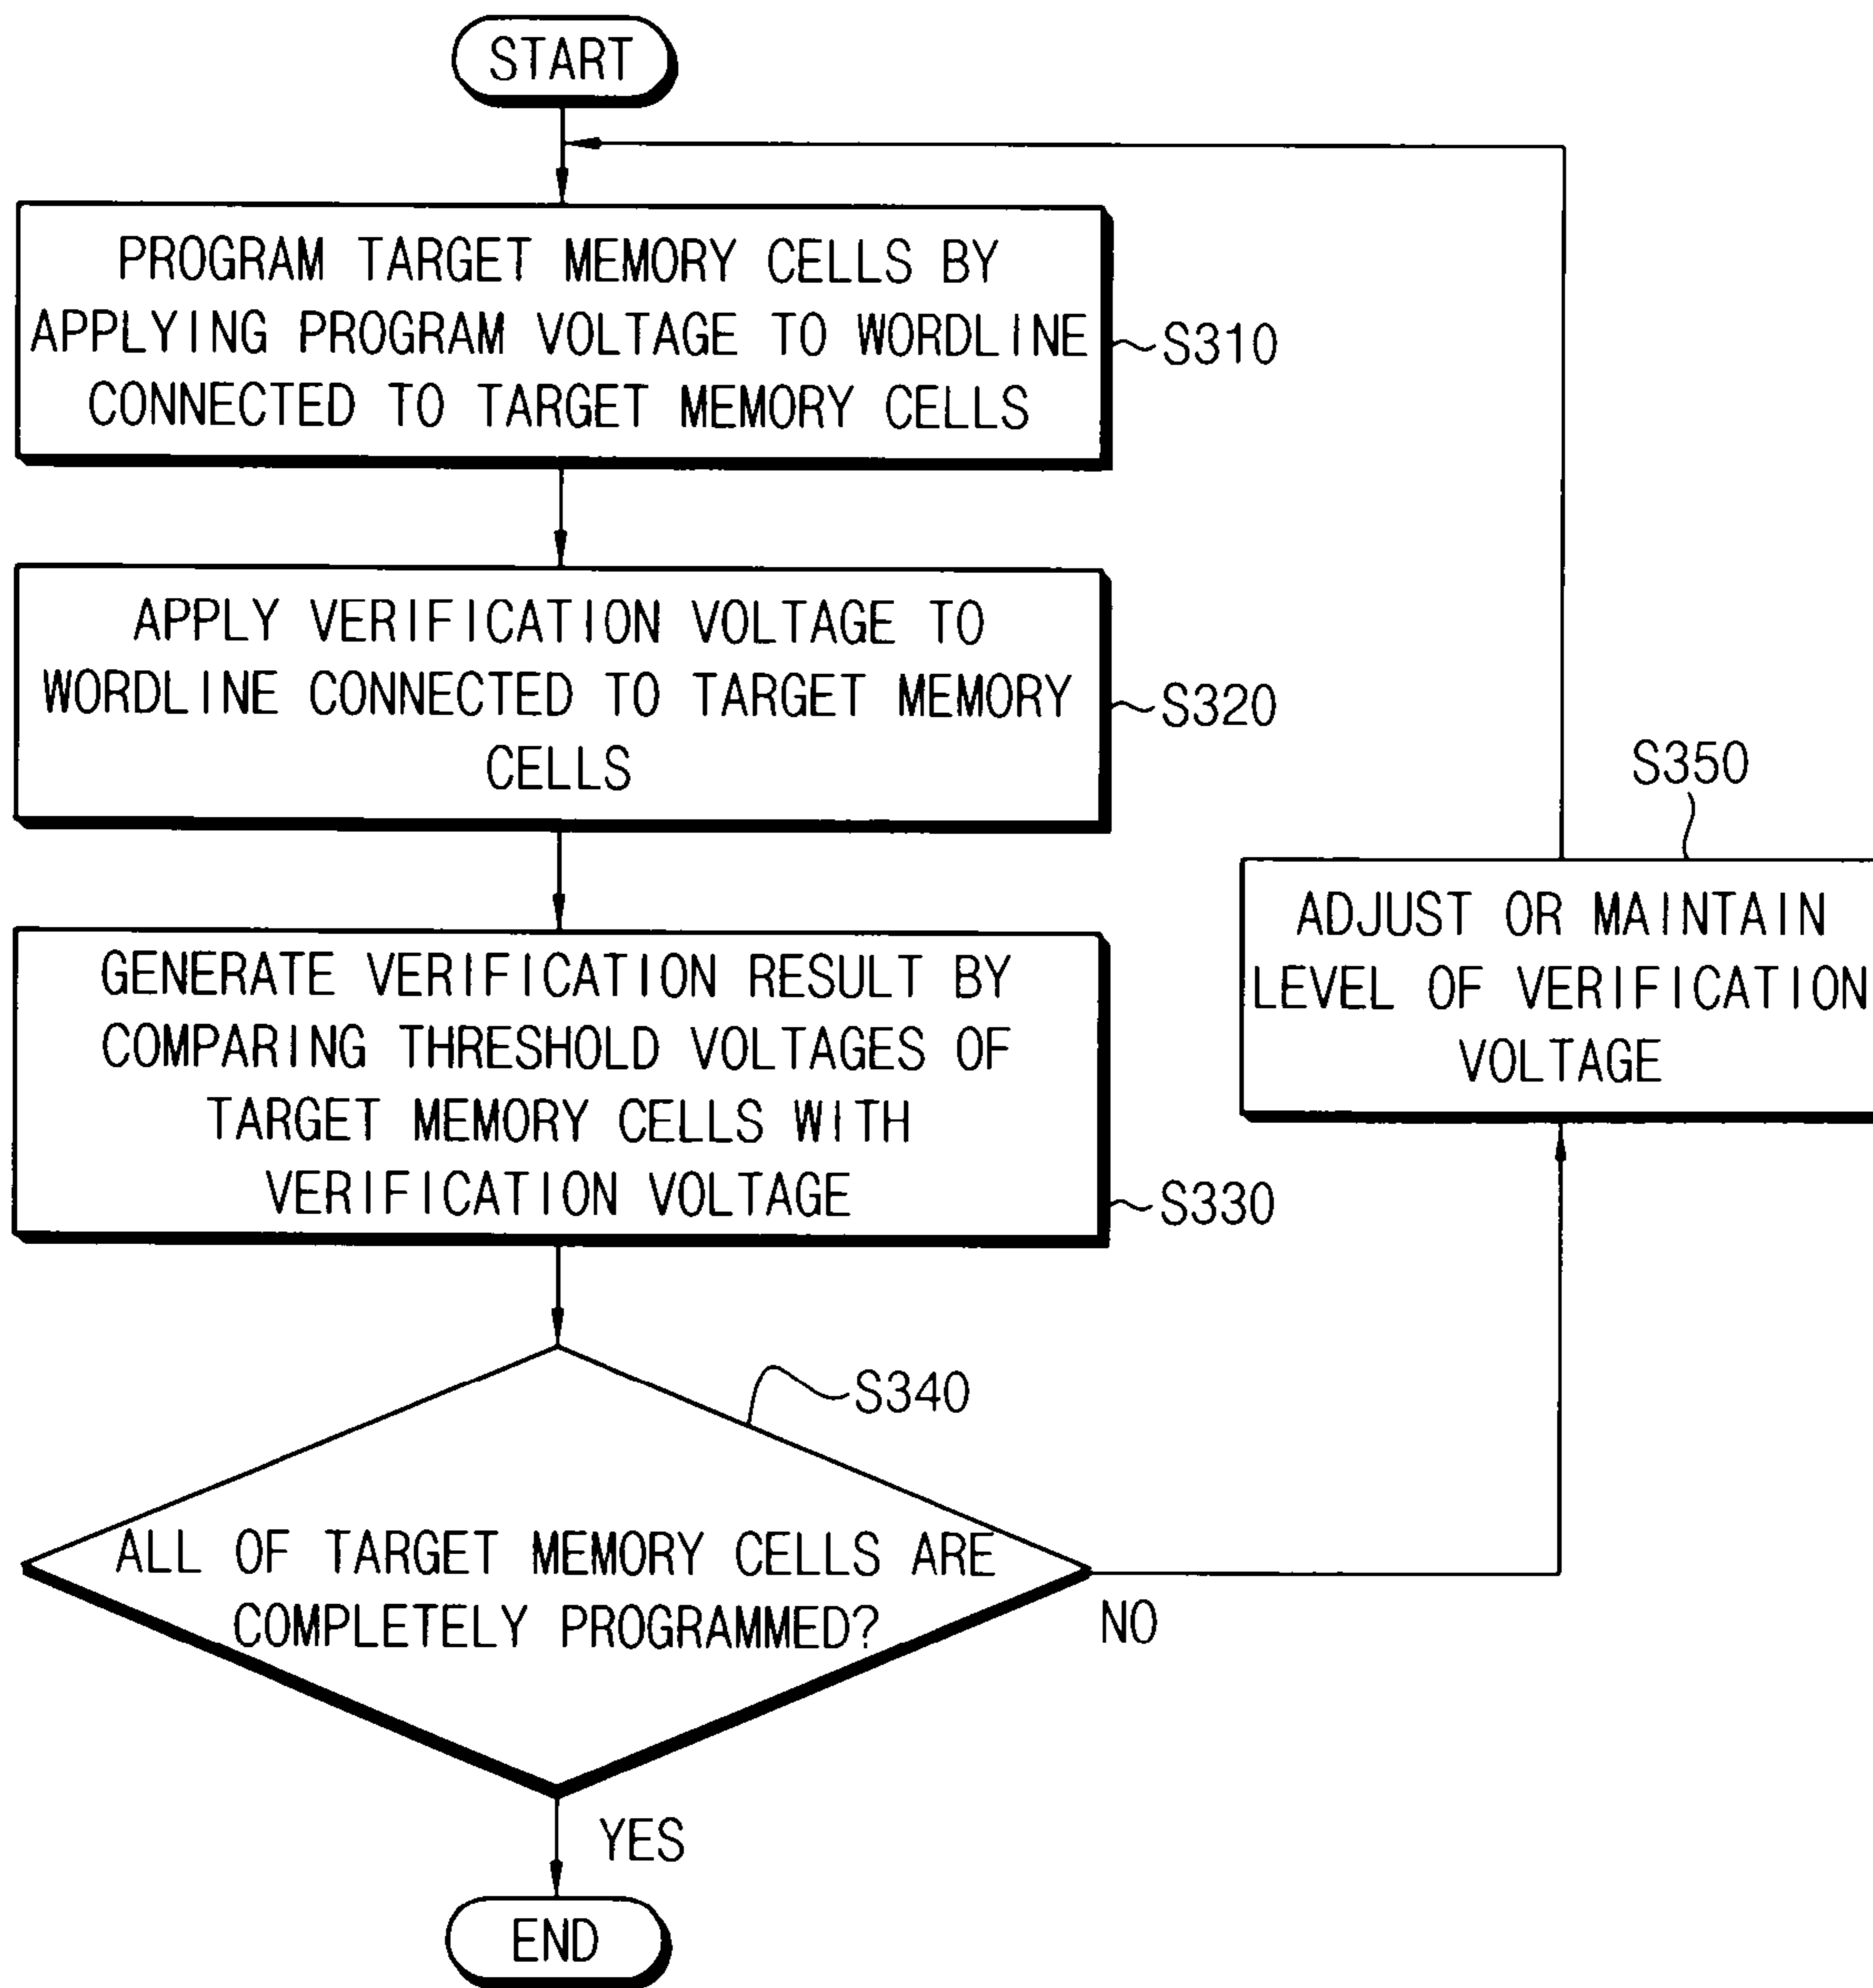 START
PROGRAM TARGET MEMORY CELLS BY
APPLYING PROGRAM VOLTAGE TO WORDLINE
CONNECTED TO TARGET MEMORY CELLS
S310
APPLY VERIFICATION VOLTAGE TO
WORDLINE CONNECTED TO TARGET MEMORY
CELLS
S320
GENERATE VERIFICATION RESULT BY
COMPARING THRESHOLD VOLTAGES OF
TARGET MEMORY CELLS WITH
VERIFICATION VOLTAGE
S330
S340
ALL OF TARGET MEMORY CELLS ARE
COMPLETELY PROGRAMMED?
NO
S350
ADJUST OR MAINTAIN
LEVEL OF VERIFICATION
VOLTAGE
YES
END